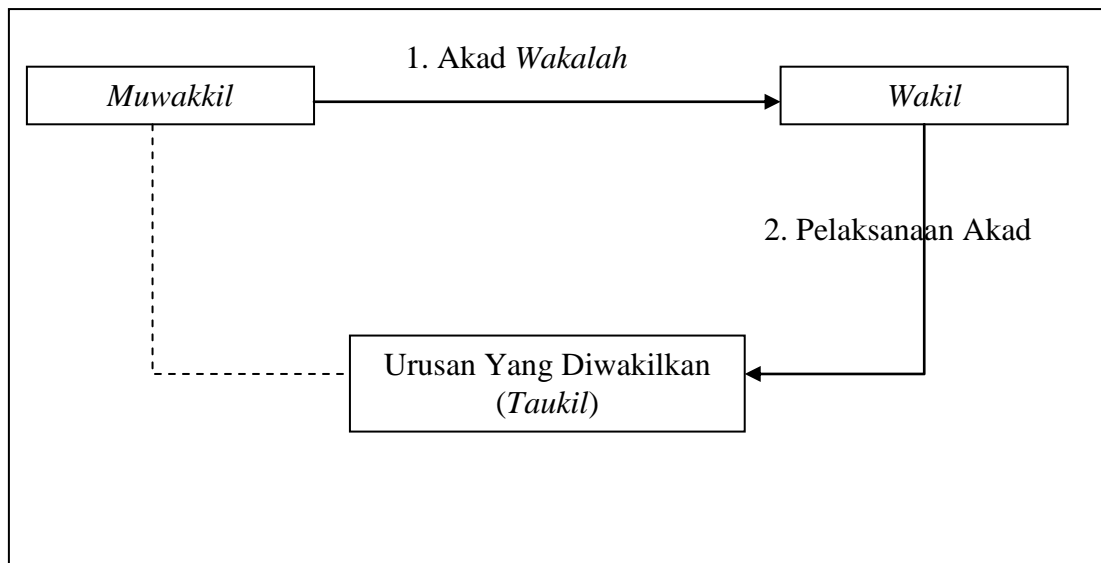 1. Akad Wakalah
Muwakkil
Wakil
2. Pelaksanaan Akad
Urusan Yang Diwakilkan
(Taukil)